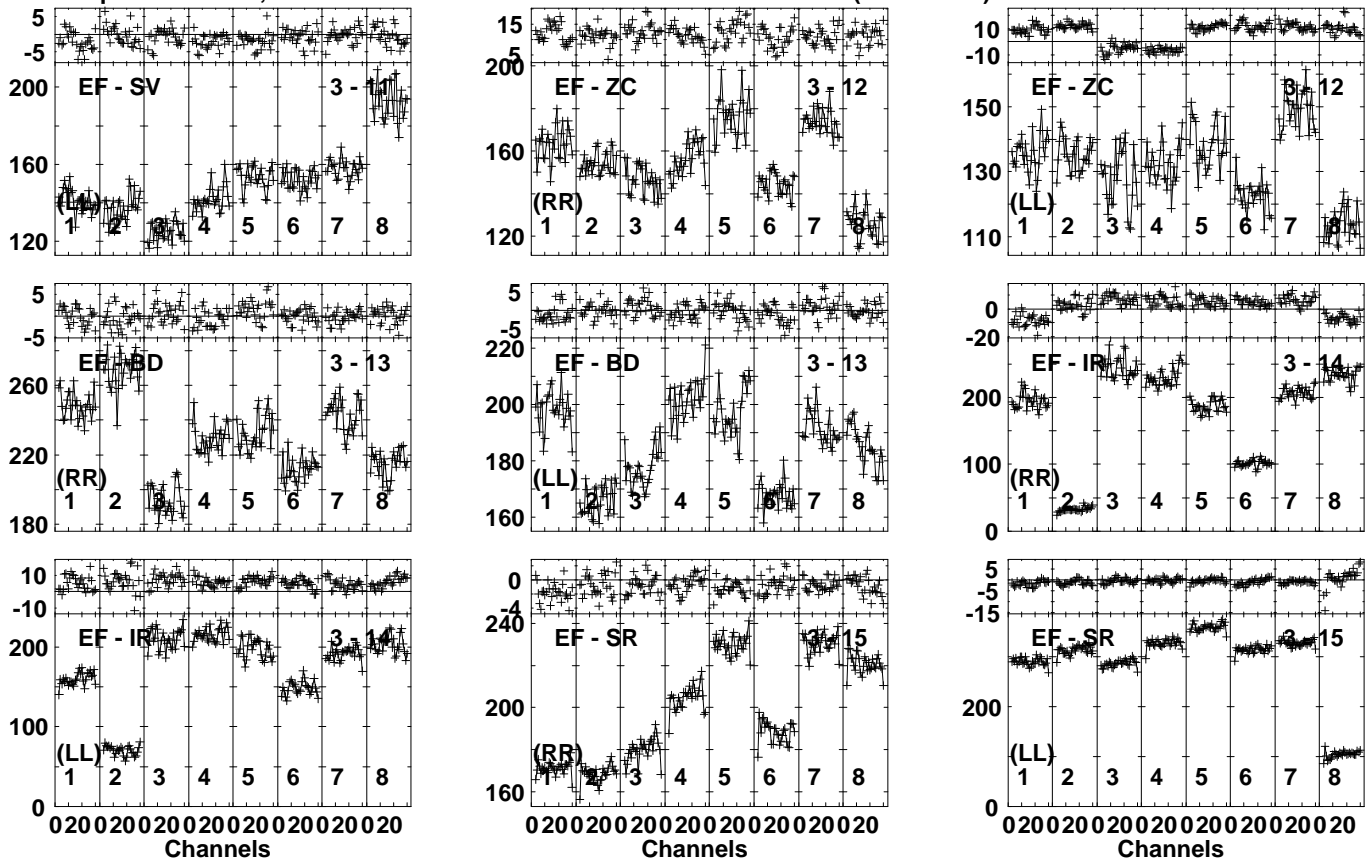 5 15 10
-5 5 -10
200 EF - SV 3 - 11 200 EF - ZC 3 - 12 150 EF - ZC 3 - 12
160 160 130
(LL) (RR) (LL)
120 1 2 3 4 5 6 7 8 120 1 2 3 4 5 6 7 8 110 1 2 3 4 5 6 7 8
5 5 0
-5 -5 -20
260 EF - BD 3 - 13 220 EF - BD 3 - 13 200 EF - IR 3 - 14
220 200 100
180 (RR) 180 (LL) (RR)
1 2 3 4 5 6 7 8 160 1 2 3 4 5 6 7 8 0 1 2 3 4 5 6 7 8
10 0 5
-10 -4 -5
-15
200 EF - IR 3 - 14 240 EF - SR 3 - 15 EF - SR 3 - 15
100 200 200
(LL) (RR) (LL)
0 1 2 3 4 5 6 7 8 160 1 2 3 4 5 6 7 8 0 1 2 3 4 5 6 7 8
0 20 0 20 0 20 0 20 0 20 0 20 0 20 0 20 0 20 0 20 0 20 0 20 0 20 0 20 0 20 0 20 0 20 0 20 0 20 0 20 0 20 0 20 0 20 0 20
Channels Channels Channels